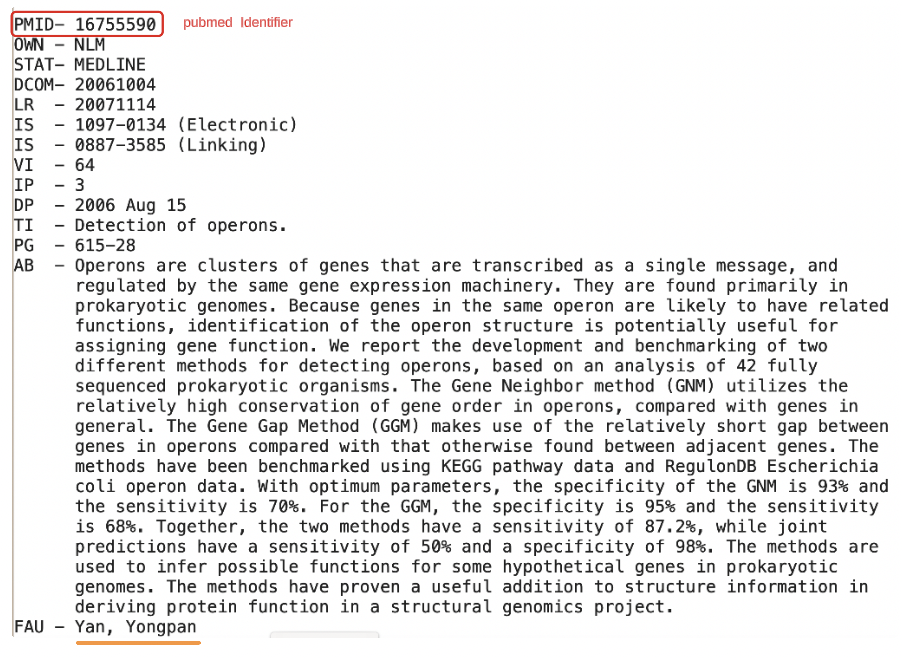 PMID- 16755590 pubmed Identifier
OWN - NLM
STAT- MEDLINE
DCOM- 20061004
LR  - 20071114
IS  - 1097-0134 (Electronic)
IS  - 0887-3585 (Linking)
VI  - 64
IP  - 3
DP  - 2006 Aug 15
TI  - Detection of operons.
PG  - 615-28
AB  - Operons are clusters of genes that are transcribed as a single message, and
regulated by the same gene expression machinery. They are found primarily in
prokaryotic genomes. Because genes in the same operon are likely to have related
functions, identification of the operon structure is potentially useful for
assigning gene function. We report the development and benchmarking of two
different methods for detecting operons, based on an analysis of 42 fully
sequenced prokaryotic organisms. The Gene Neighbor method (GNM) utilizes the
relatively high conservation of gene order in operons, compared with genes in
general. The Gene Gap Method (GGM) makes use of the relatively short gap between
genes in operons compared with that otherwise found between adjacent genes. The
methods have been benchmarked using KEGG pathway data and RegulonDB Escherichia
coli operon data. With optimum parameters, the specificity of the GNM is 93% and
the sensitivity is 70%. For the GGM, the specificity is 95% and the sensitivity
is 68%. Together, the two methods have a sensitivity of 87.2%, while joint
predictions have a sensitivity of 50% and a specificity of 98%. The methods are
used to infer possible functions for some hypothetical genes in prokaryotic
genomes. The methods have proven a useful addition to structure information in
deriving protein function in a structural genomics project.
FAU - Yan, Yongpan